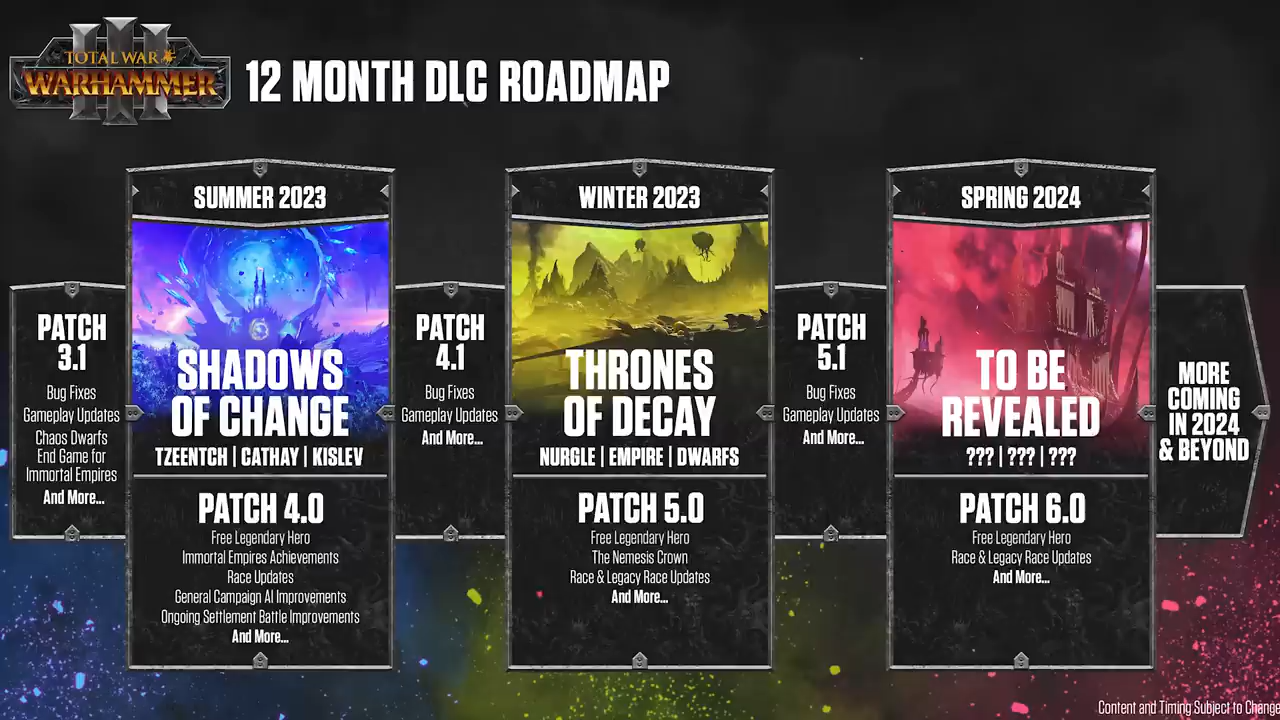 TOTAL WAR
WARHAMMER
III
12 MONTH DLC ROADMAP
PATCH
3.1
Bug Fixes
Gameplay Updates
Chaos Dwarfs
End Game for
Immortal Empires
And More...
SUMMER 2023
SHADOWS
OF CHANGE
TZEENTCH | CATHAY | KISLEV
PATCH 4.0
Free Legendary Hero
Immortal Empires Achievements
Race Updates
General Campaign AI Improvements
Ongoing Settlement Battle Improvements
And More...
PATCH
4.1
Bug Fixes
Gameplay Updates
And More...
WINTER 2023
THRONES
OF DECAY
NURGLE | EMPIRE | DWARFS
PATCH 5.0
Free Legendary Hero
The Nemesis Crown
Race & Legacy Race Updates
And More...
PATCH
5.1
Bug Fixes
Gameplay Updates
And More...
SPRING 2024
TO BE
REVEALED
??? | ??? | ???
PATCH 6.0
Free Legendary Hero
Race & Legacy Race Updates
And More...
MORE
COMING
IN 2024
& BEYOND
Content and Timing Subject to Change